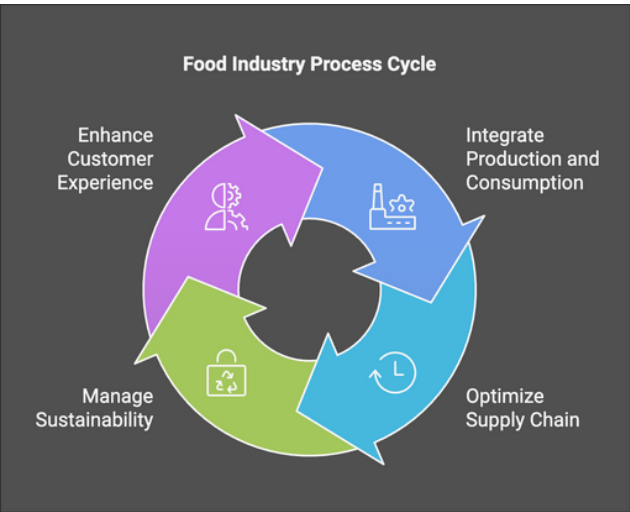 Food Industry Process Cycle
Enhance
Customer
Experience
Integrate
Production and
Consumption
Manage
Sustainability
Optimize
Supply Chain